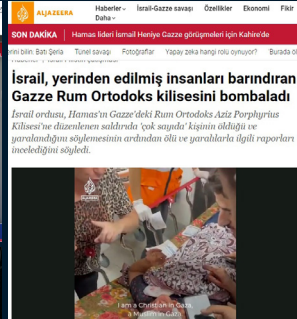 ALJAZEERA
Haberler
İsrail-Gazze savaşı
Özellikler
Ekonomi
Fikir
Daha
SON DAKİKA
Hamas lideri İsmail Heniye Gazze görüşmeleri için Kahire'de
bilin: Batı Şeria
Tünel savaşı
Fotoğraflar
Yapay zeka hangi rolü oynuyor?
Burada
İsrail, yerinden edilmiş insanları barındıran
Gazze Rum Ortodoks kilisesini bombaladı
İsrail ordusu, Hamas'ın Gazze'deki Rum Ortodoks Aziz Porphyrius
Kilisesi'ne düzenlenen saldırıda 'çok sayıda' kişinin öldüğü ve
yaralandığını söylemesinin ardından ölü ve yaralılarla ilgili raporları
incelediğini söyledi.
I am a Christian in Gaza,
a Muslim in Gaza